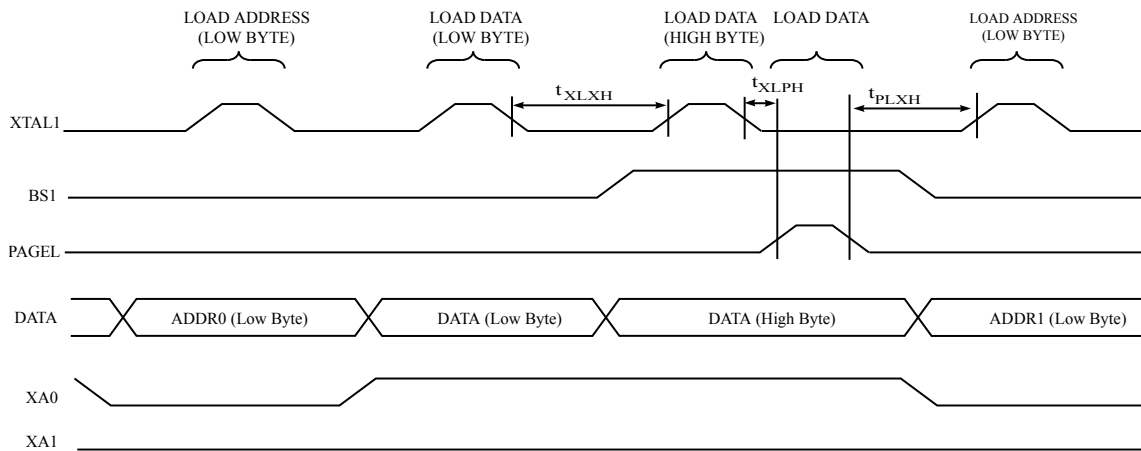 LOAD ADDRESS
(LOW BYTE)
LOAD DATA
(LOW BYTE)
LOAD DATA
(HIGH BYTE)
LOAD DATA
LOAD ADDRESS
(LOW BYTE)
tXLXH
tXLPH
tPLXH
XTAL1
BS1
PAGEL
DATA
ADDR0 (Low Byte)
DATA (Low Byte)
DATA (High Byte)
ADDR1 (Low Byte)
XA0
XA1